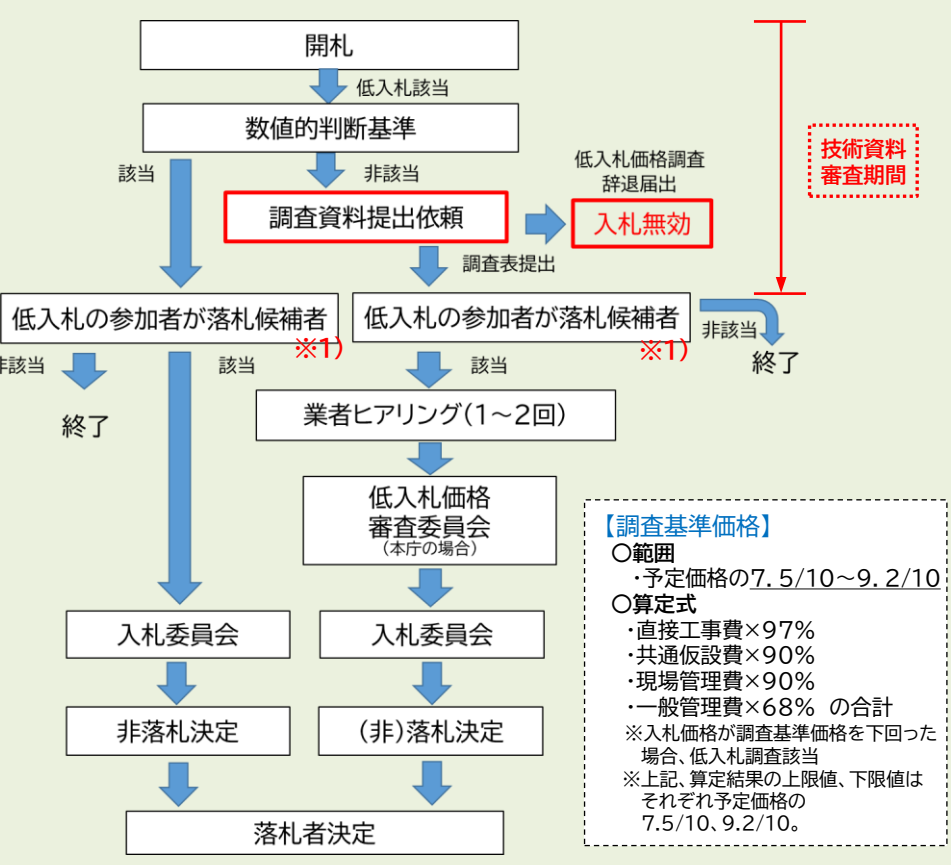 開札
低入札該当
数値的判断基準
技術資料
審査期間
該当
非該当
低入札価格調査
辞退届出
調査資料提出依頼
入札無効
調査表提出
低入札の参加者が落札候補者
※1)
低入札の参加者が落札候補者
※1)
非該当
終了
非該当
終了
該当
該当
業者ヒアリング(1～2回)
低入札価格
審査委員会
(本庁の場合)
入札委員会
入札委員会
非落札決定
(非)落札決定
落札者決定
【調査基準価格】
○範囲
・予定価格の7.5/10～9.2/10
○算定式
・直接工事費×97%
・共通仮設費×90%
・現場管理費×90%
・一般管理費×68% の合計
※入札価格が調査基準価格を下回った
場合、低入札調査該当
※上記、算定結果の上限値、下限値は
それぞれ予定価格の
7.5/10、9.2/10。